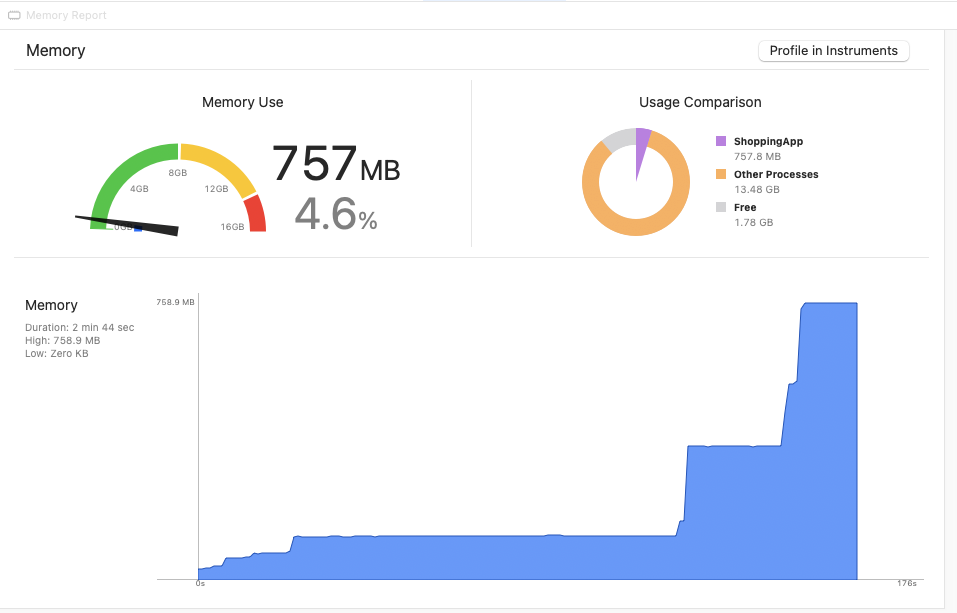 Memory Report
Memory
Profile in Instruments
Memory Use
Usage Comparison
0GB
4GB
8GB
12GB
16GB
757 MB
4.6%
ShoppingApp
757.8 MB
Other Processes
13.48 GB
Free
1.78 GB
Memory
Duration: 2 min 44 sec
High: 758.9 MB
Low: Zero KB
758.9 MB
0s
176s